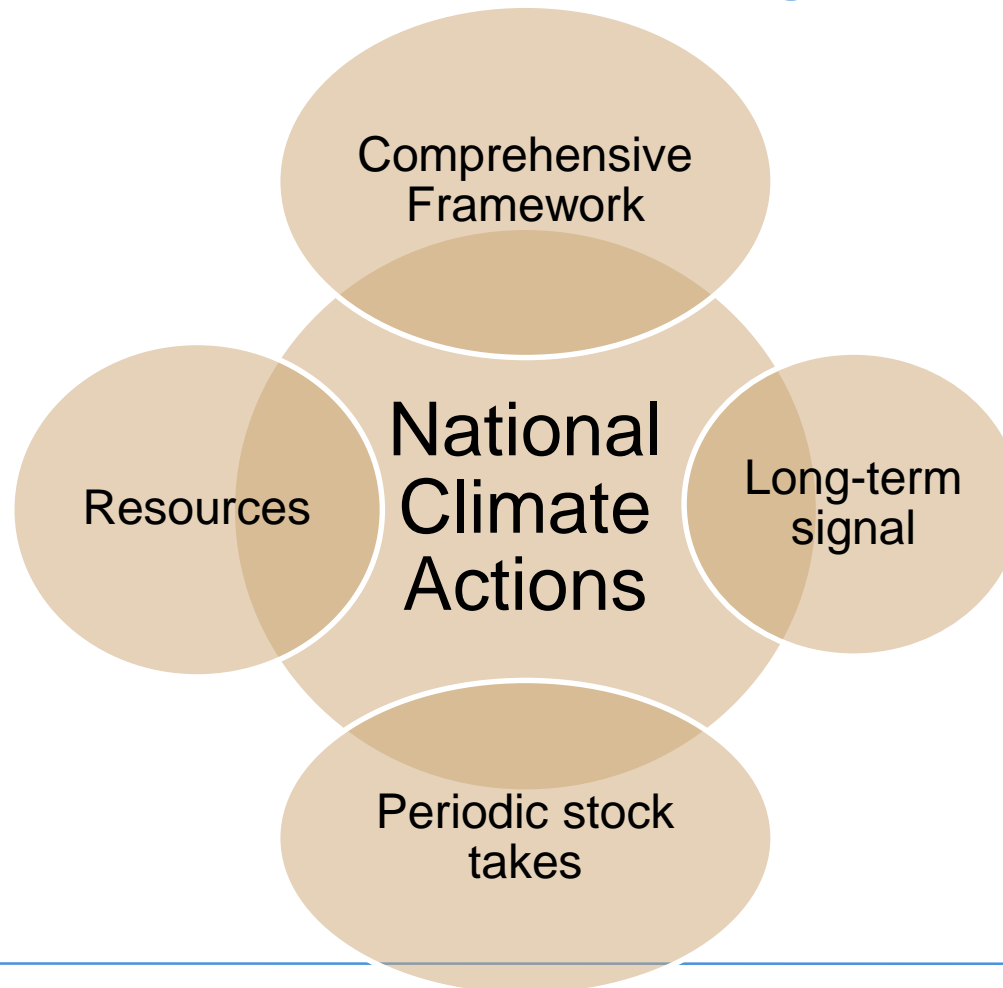 Comprehensive
Framework
National
Climate
Actions
Resources
Long-term
signal
Periodic stock
takes